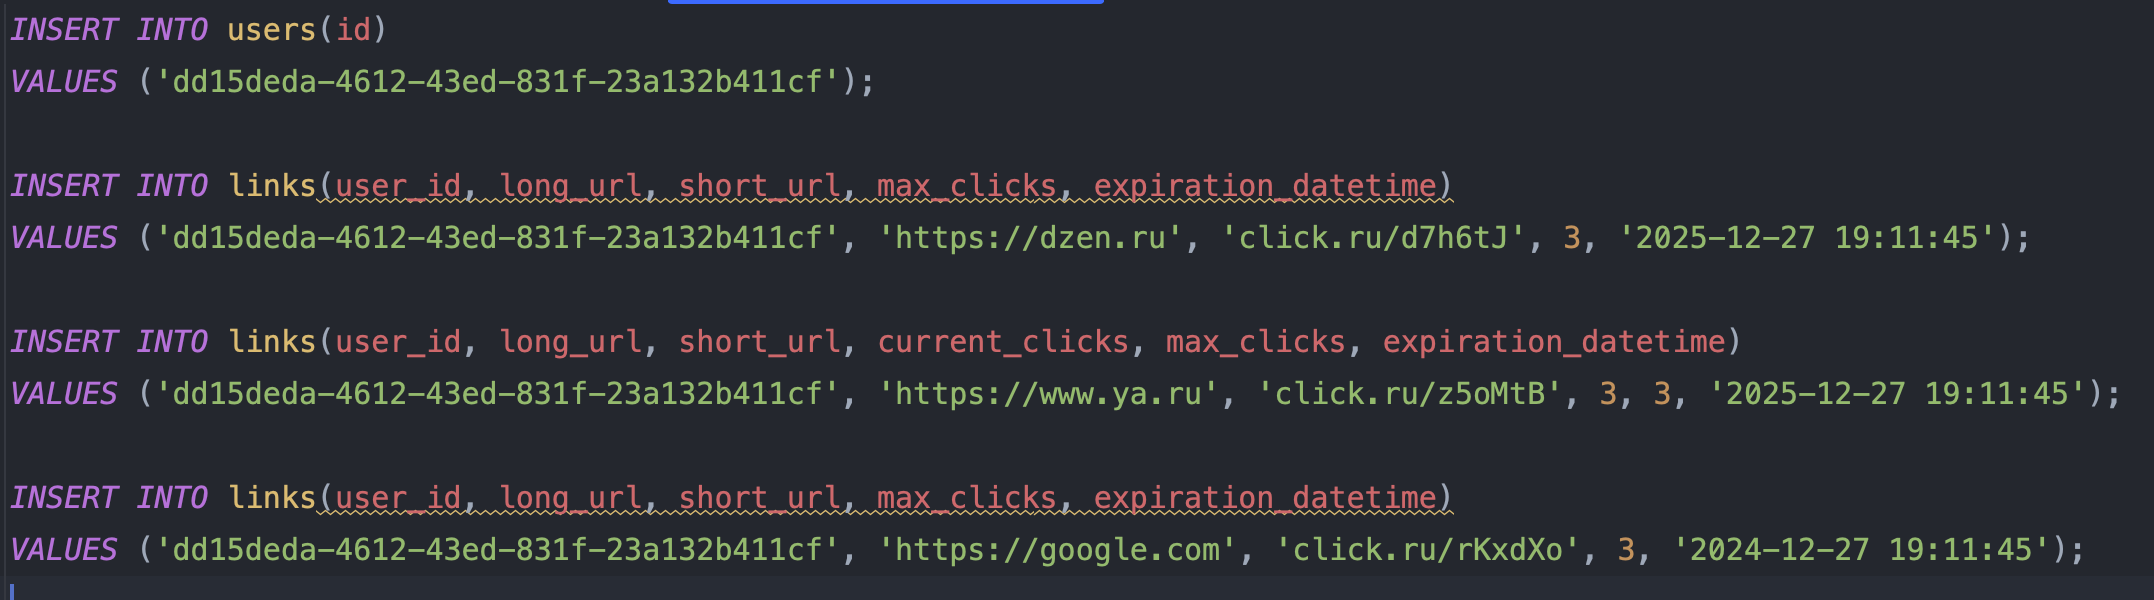 INSERT INTO users(id)
VALUES ('dd15deda-4612-43ed-831f-23a132b411cf');
INSERT INTO links(user_id, long_url, short_url, max_clicks, expiration_datetime)
VALUES ('dd15deda-4612-43ed-831f-23a132b411cf', 'https://dzen.ru', 'click.ru/d7h6tJ', 3, '2025-12-27 19:11:45');
INSERT INTO links(user_id, long_url, short_url, current_clicks, max_clicks, expiration_datetime)
VALUES ('dd15deda-4612-43ed-831f-23a132b411cf', 'https://www.ya.ru', 'click.ru/z5oMtB', 3, 3, '2025-12-27 19:11:45');
INSERT INTO links(user_id, long_url, short_url, max_clicks, expiration_datetime)
VALUES ('dd15deda-4612-43ed-831f-23a132b411cf', 'https://google.com', 'click.ru/rKxdXo', 3, '2024-12-27 19:11:45');